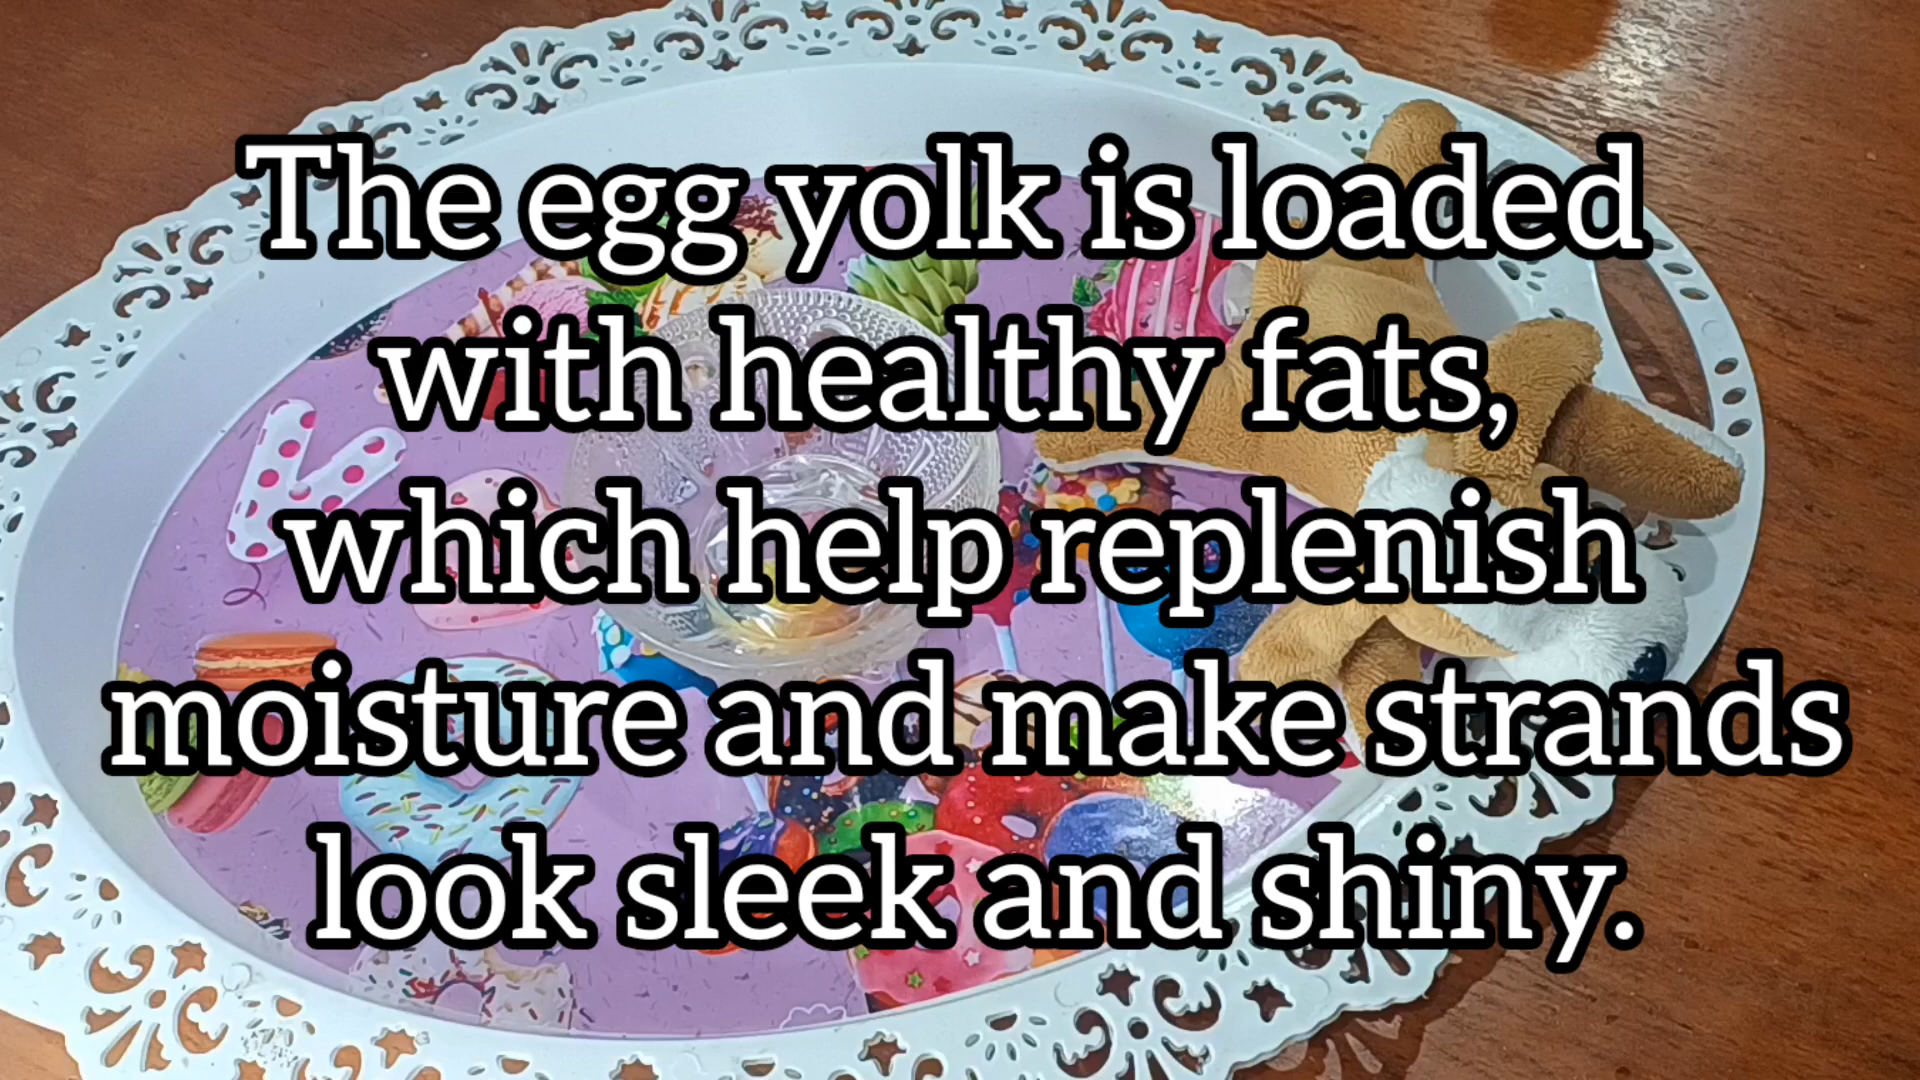 The egg yolk is loaded
with healthy fats,
which help replenish
moisture and make strands
look sleek and shiny.